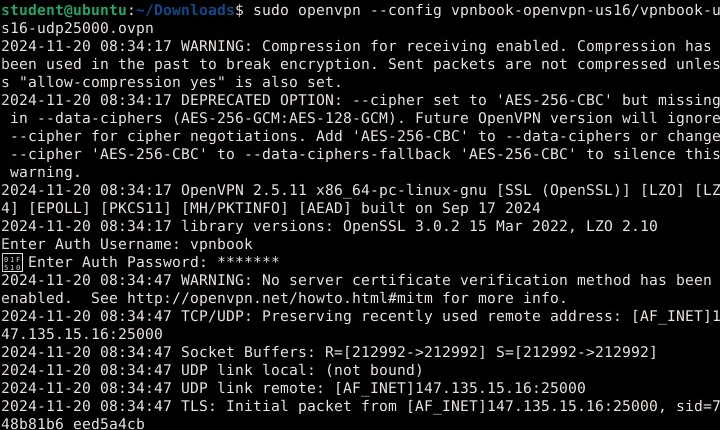 student@ubuntu:~/Downloads$ sudo openvpn --config vpnbook-openvpn-us16/vpnbook-u
s16-udp25000.ovpn
2024-11-20 08:34:17 WARNING: Compression for receiving enabled. Compression has
been used in the past to break encryption. Sent packets are not compressed unles
s "allow-compression yes" is also set.
2024-11-20 08:34:17 DEPRECATED OPTION: --cipher set to 'AES-256-CBC' but missing
 in --data-ciphers (AES-256-GCM:AES-128-GCM). Future OpenVPN version will ignore
 --cipher for cipher negotiations. Add 'AES-256-CBC' to --data-ciphers or change
 --cipher 'AES-256-CBC' to --data-ciphers-fallback 'AES-256-CBC' to silence this
 warning.
2024-11-20 08:34:17 OpenVPN 2.5.11 x86_64-pc-linux-gnu [SSL (OpenSSL)] [LZO] [LZ
4] [EPOLL] [PKCS11] [MH/PKTINFO] [AEAD] built on Sep 17 2024
2024-11-20 08:34:17 library versions: OpenSSL 3.0.2 15 Mar 2022, LZO 2.10
Enter Auth Username: vpnbook
🔐 Enter Auth Password: *******
2024-11-20 08:34:47 WARNING: No server certificate verification method has been
enabled.  See http://openvpn.net/howto.html#mitm for more info.
2024-11-20 08:34:47 TCP/UDP: Preserving recently used remote address: [AF_INET]1
47.135.15.16:25000
2024-11-20 08:34:47 Socket Buffers: R=[212992->212992] S=[212992->212992]
2024-11-20 08:34:47 UDP link local: (not bound)
2024-11-20 08:34:47 UDP link remote: [AF_INET]147.135.15.16:25000
2024-11-20 08:34:47 TLS: Initial packet from [AF_INET]147.135.15.16:25000, sid=7
48b81b6 eed5a4cb